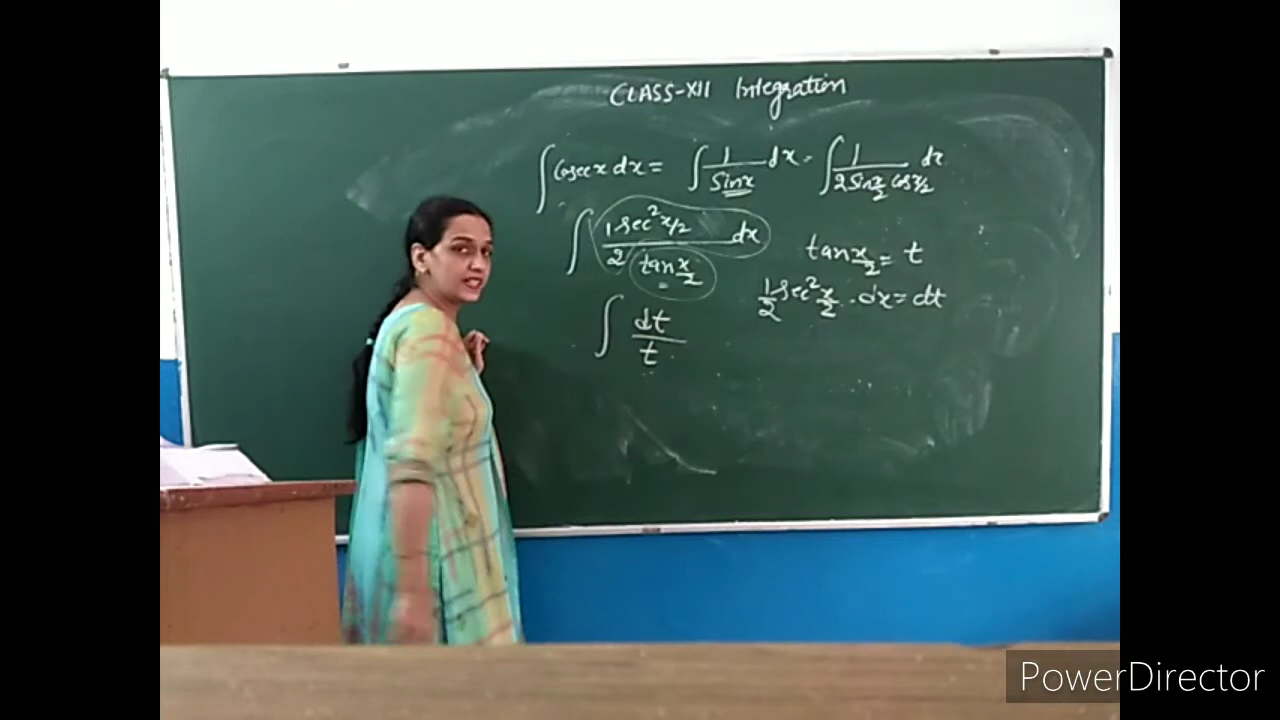 CLASS-XII Integration
∫ Cosec x dx = ∫ 1/Sinx dx = ∫ 1/(2 Sin x/2 Cos x/2) dx
∫ (1 sec² x/2)/(2 tan x/2) dx
tan x/2 = t
1/2 sec² x/2 . dx = dt
∫ dt/t
PowerDirector